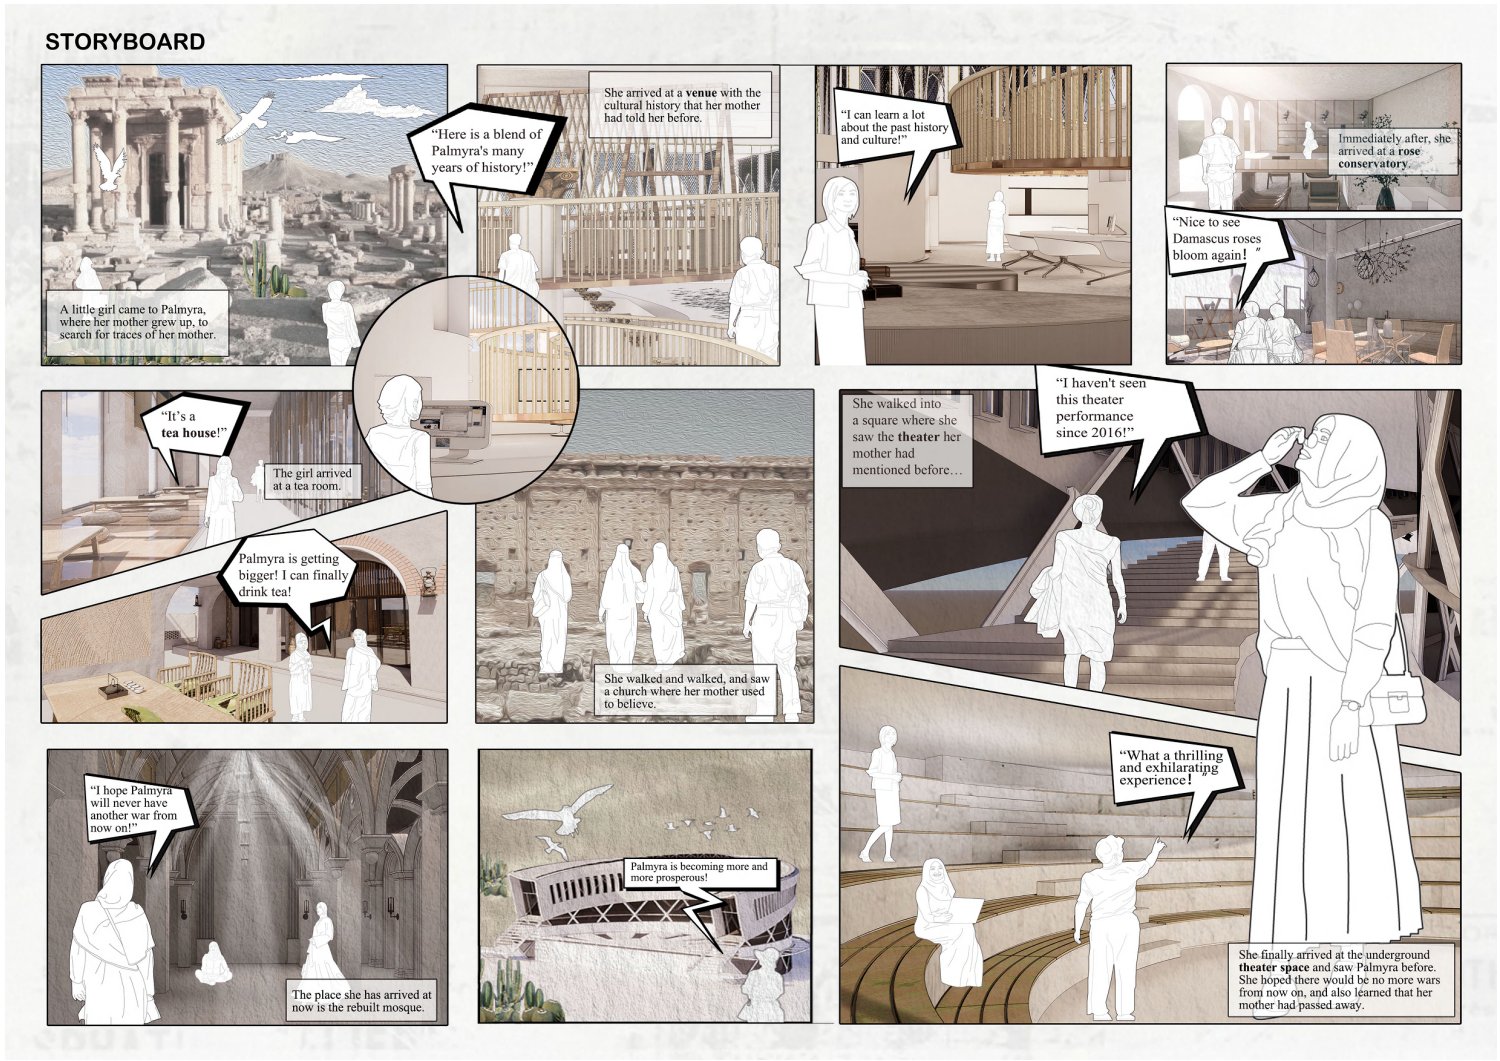 STORYBOARD
A little girl came to Palmyra,
where her mother grew up, to
search for traces of her mother.
“Here is a blend of
Palmyra's many
years of history!”
She arrived at a venue with the
cultural history that her mother
had told her before.
“I can learn a lot
about the past history
and culture!”
Immediately after, she
arrived at a rose
conservatory.
“Nice to see
Damascus roses
bloom again! ”
“It’s a
tea house!”
The girl arrived
at a tea room.
Palmyra is getting
bigger! I can finally
drink tea!
She walked and walked, and saw
a church where her mother used
to believe.
She walked into
a square where she
saw the theater her
mother had
mentioned before…
“I haven't seen
this theater
performance
since 2016!”
“I hope Palmyra
will never have
another war from
now on!”
The place she has arrived at
now is the rebuilt mosque.
Palmyra is becoming more and
more prosperous!
“What a thrilling
and exhilarating
experience! ”
She finally arrived at the underground
theater space and saw Palmyra before.
She hoped there would be no more wars
from now on, and also learned that her
mother had passed away.